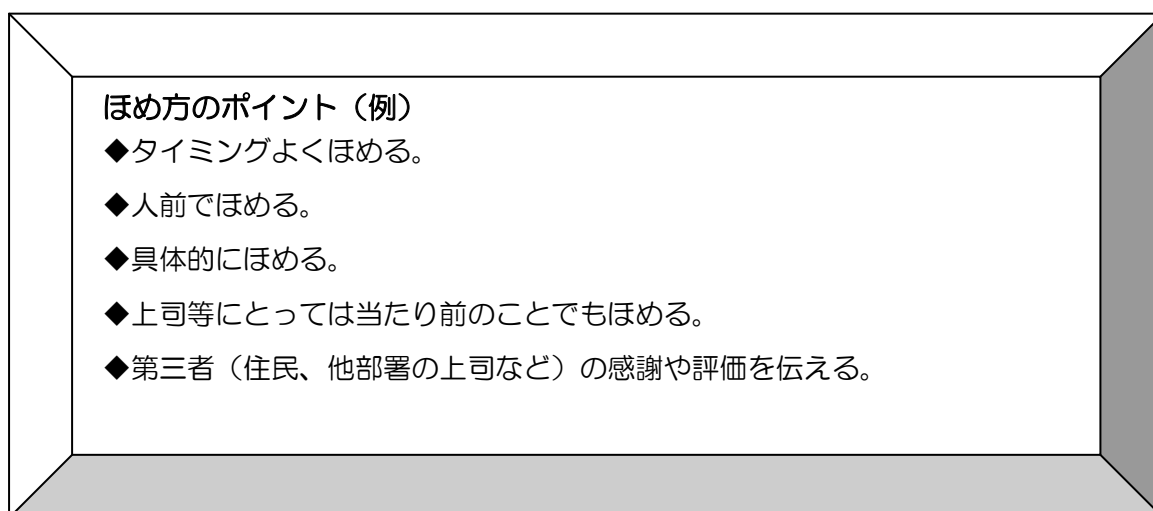 ほめ方のポイント（例）
◆タイミングよくほめる。
◆人前でほめる。
◆具体的にほめる。
◆上司等にとっては当たり前のことでもほめる。
◆第三者（住民、他部署の上司など）の感謝や評価を伝える。